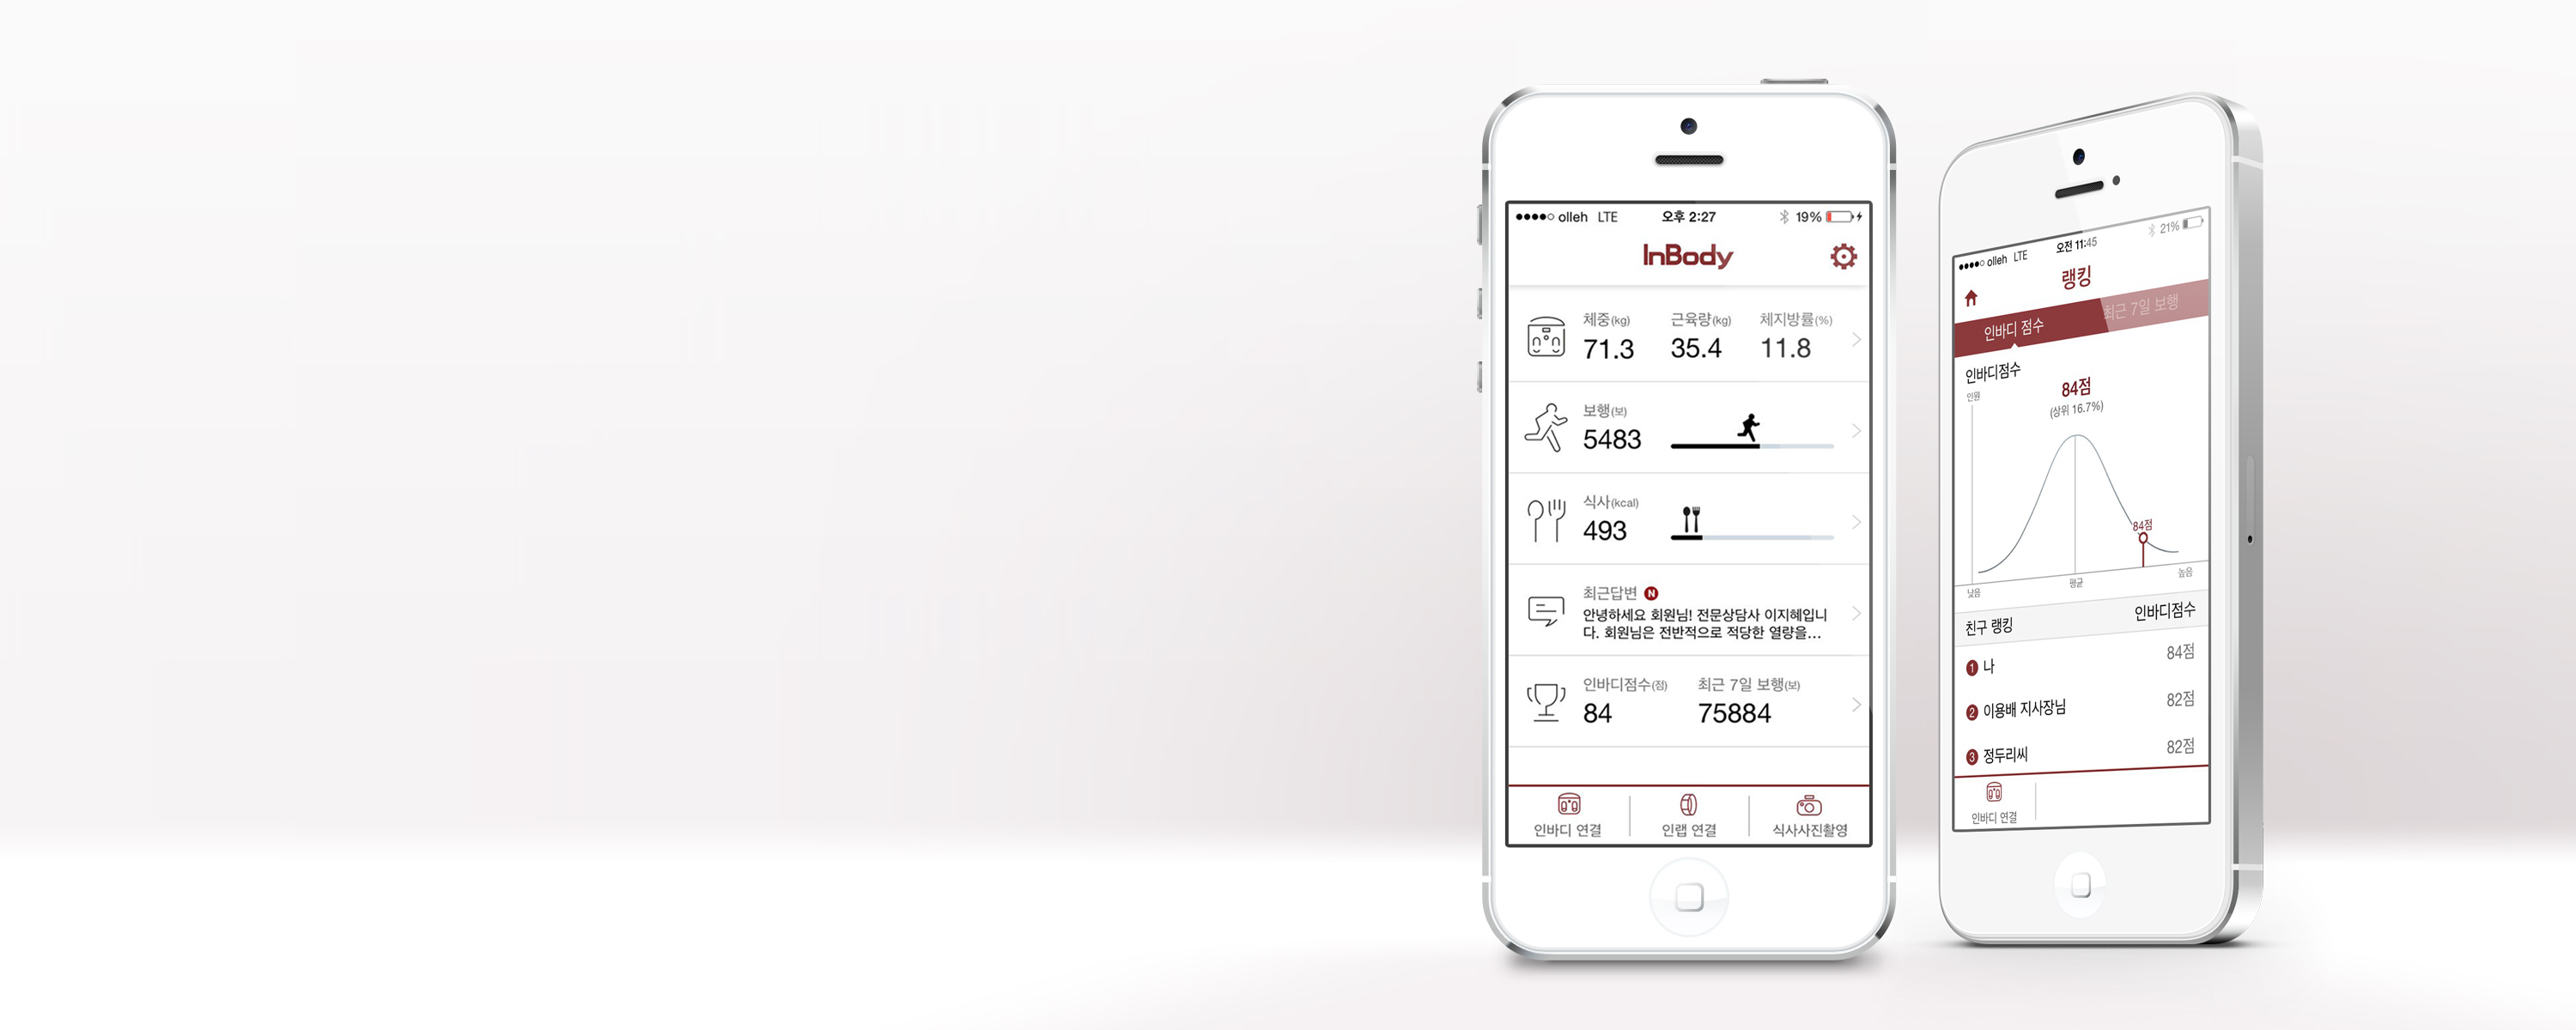 olleh LTE 오후 2:27 19%
InBody
체중(kg) 근육량(kg) 체지방률(%)
71.3 35.4 11.8
보행(보)
5483
식사(kcal)
493
최근답변 N
안녕하세요 회원님! 전문상담사 이지혜입니
다. 회원님은 전반적으로 적당한 열량을...
인바디점수(점) 최근 7일 보행(보)
84 75884
인바디 연결 인랩 연결 식사사진촬영
olleh LTE 오전 11:45 21%
랭킹
인바디 점수 최근 7일 보행
인바디점수
인원
84점
(상위 16.7%)
84점
낮음 평균 높음
친구 랭킹 인바디점수
1 나 84점
2 이용배 지사장님 82점
3 정두리씨 82점
인바디 연결